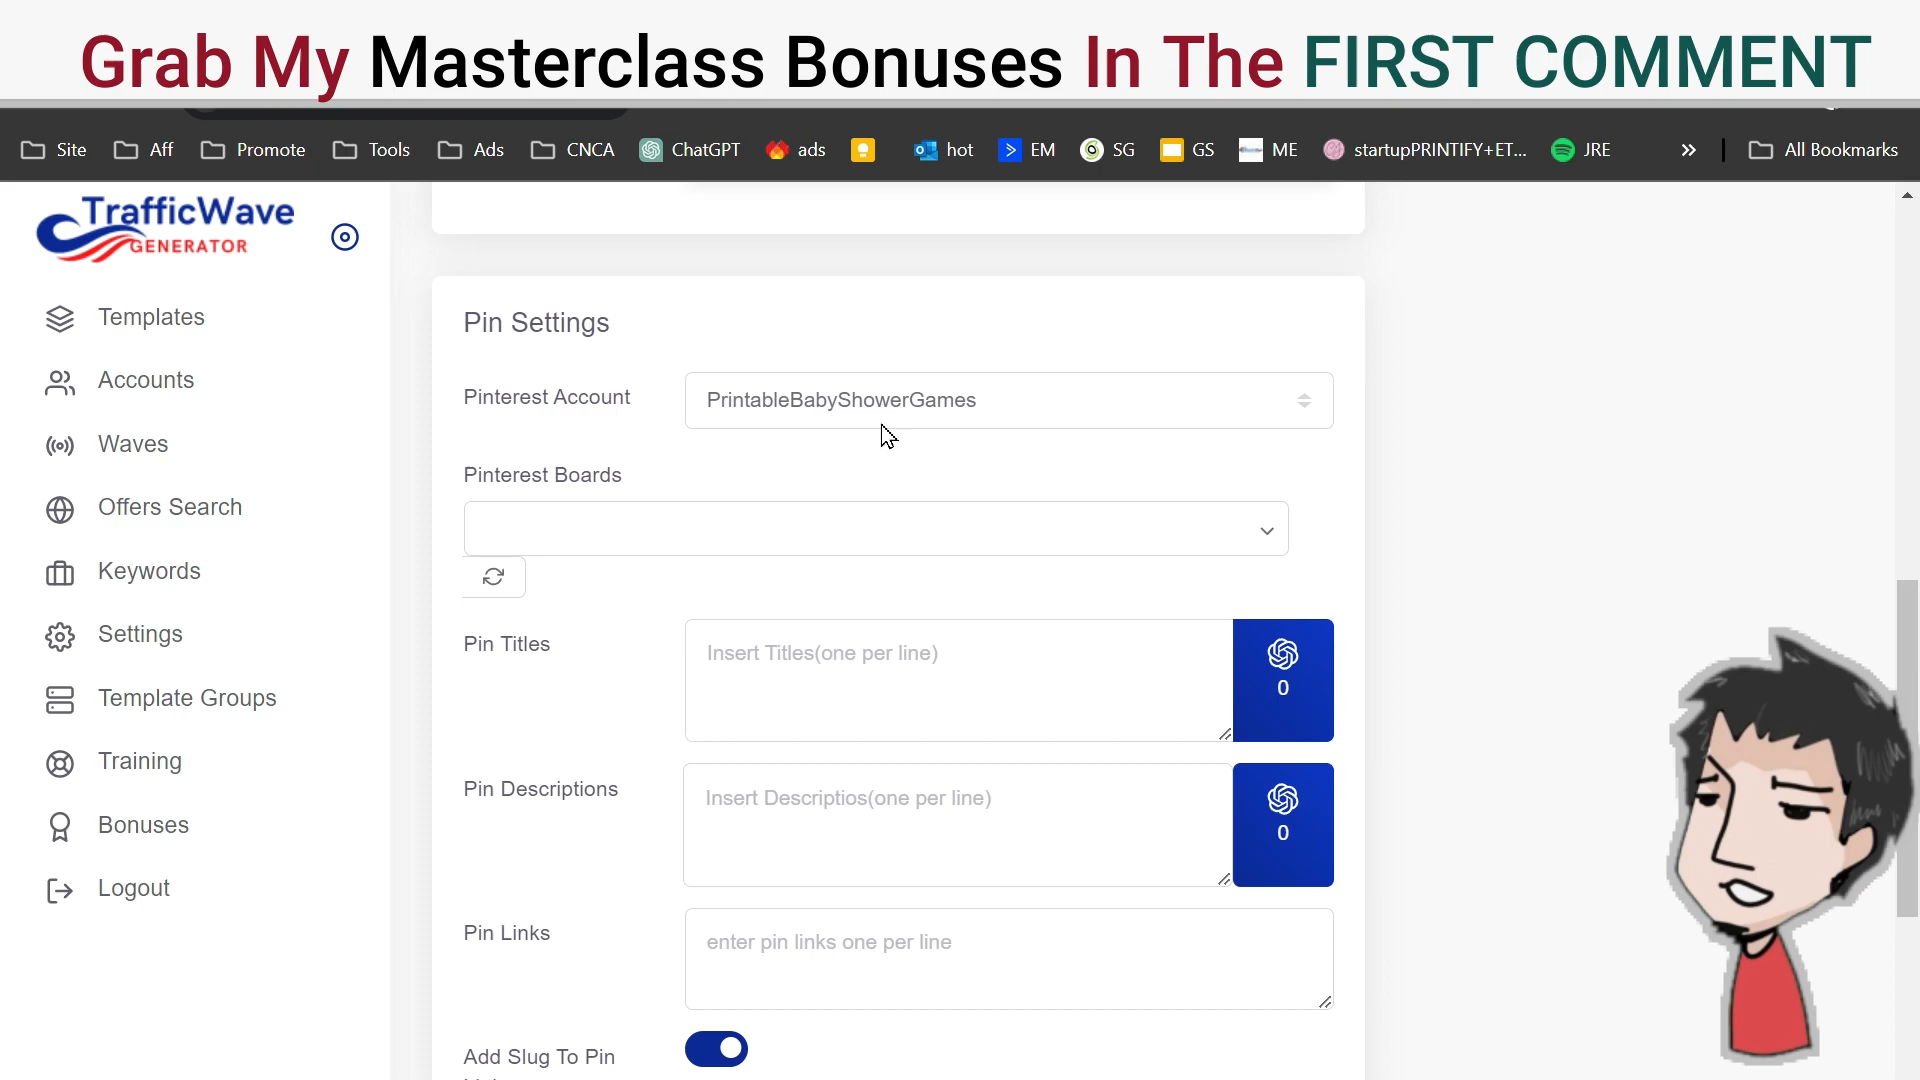 Grab My Masterclass Bonuses In The FIRST COMMENT
Site Aff Promote Tools Ads CNCA ChatGPT ads hot EM SG GS ME startupPRINTIFY+ET... JRE » All Bookmarks
TrafficWave
GENERATOR
Templates
Accounts
Waves
Offers Search
Keywords
Settings
Template Groups
Training
Bonuses
Logout
Pin Settings
Pinterest Account PrintableBabyShowerGames
Pinterest Boards
Pin Titles Insert Titles(one per line) 0
Pin Descriptions Insert Descriptios(one per line) 0
Pin Links enter pin links one per line
Add Slug To Pin